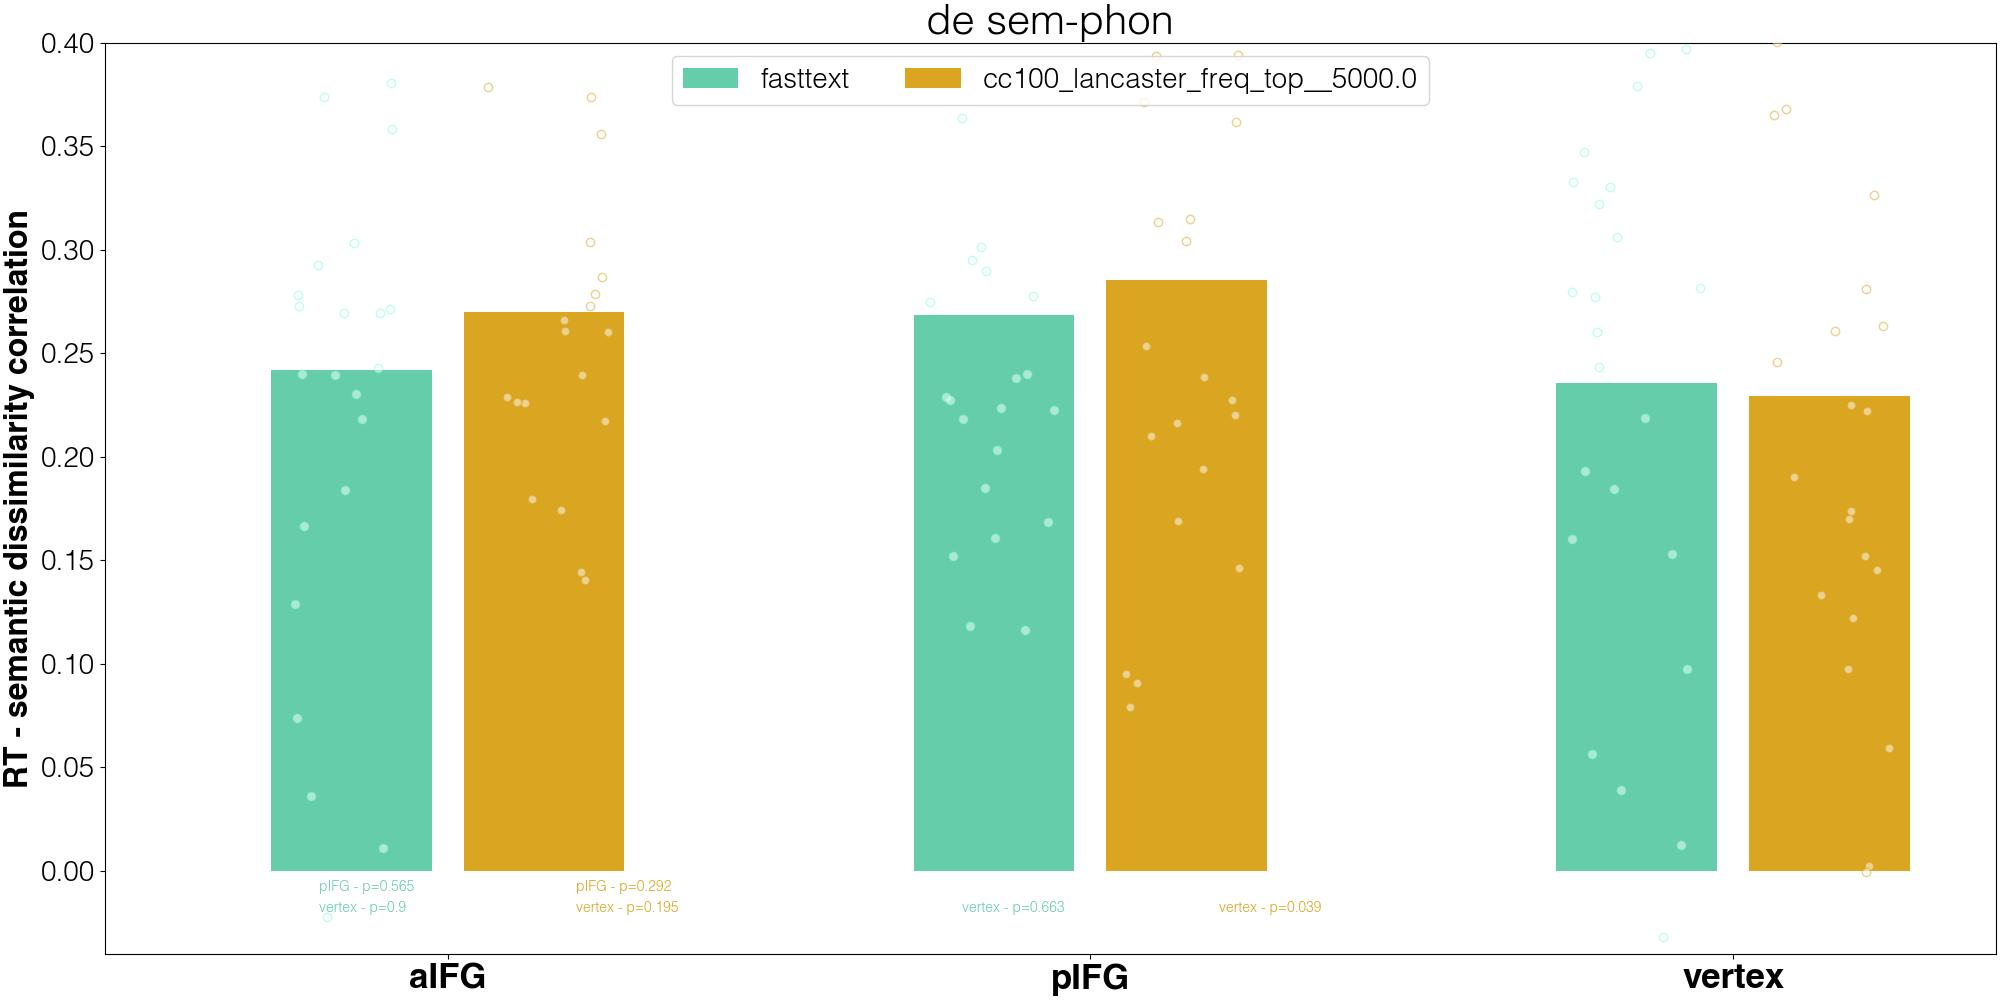 de sem-phon
fasttext
cc100_lancaster_freq_top__5000.0
RT - semantic dissimilarity correlation
0.40
0.35
0.30
0.25
0.20
0.15
0.10
0.05
0.00
pIFG - p=0.565
vertex - p=0.9
pIFG - p=0.292
vertex - p=0.195
vertex - p=0.663
vertex - p=0.039
aIFG
pIFG
vertex